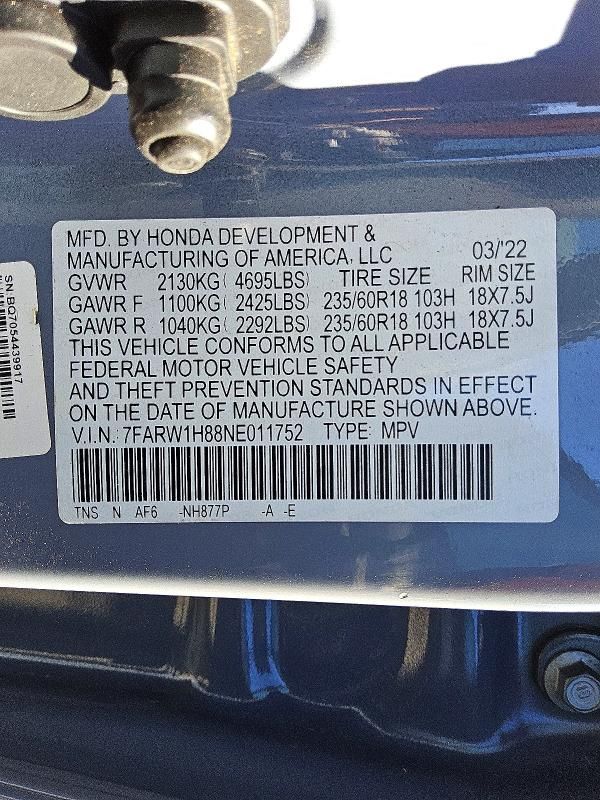 MFD. BY HONDA DEVELOPMENT &
MANUFACTURING OF AMERICA, LLC 03/'22
GVWR 2130KG( 4695LBS) TIRE SIZE RIM SIZE
GAWR F 1100KG( 2425LBS) 235/60R18 103H 18X7.5J
GAWR R 1040KG( 2292LBS) 235/60R18 103H 18X7.5J
THIS VEHICLE CONFORMS TO ALL APPLICABLE
FEDERAL MOTOR VEHICLE SAFETY
AND THEFT PREVENTION STANDARDS IN EFFECT
ON THE DATE OF MANUFACTURE SHOWN ABOVE.
V.I.N.: 7FARW1H88NE011752 TYPE: MPV
TNS N AF6 -NH877P -A -E
SN:BG77054439917